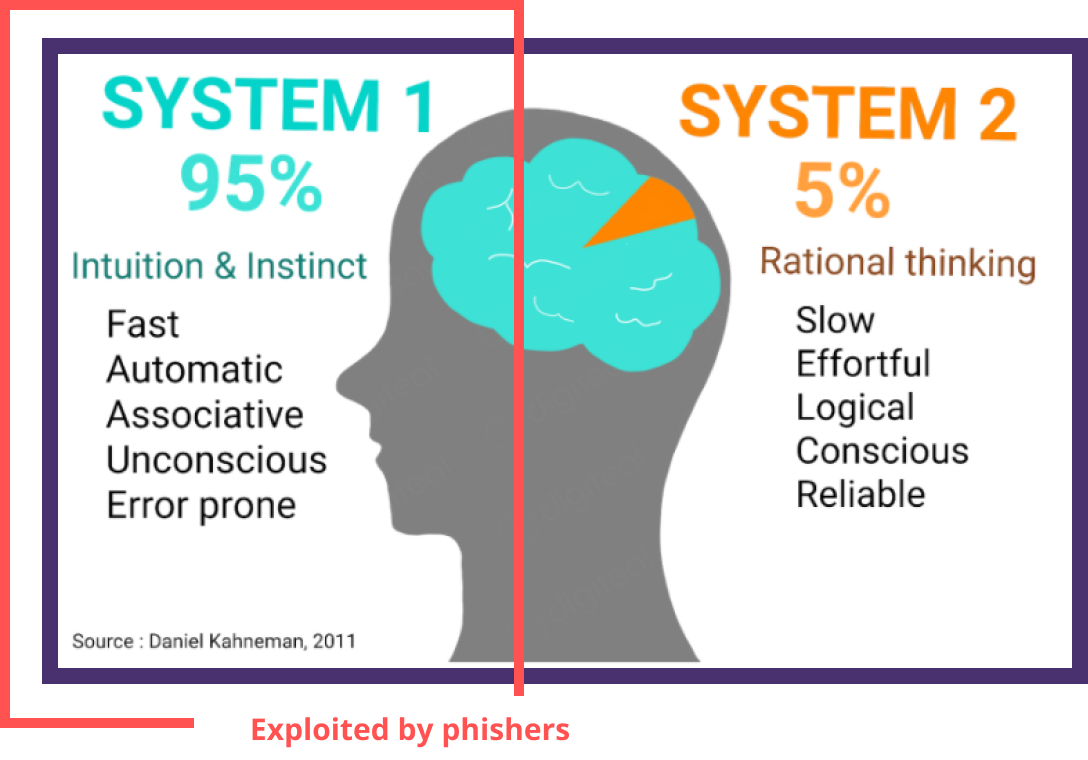 SYSTEM 1
95%
Intuition & Instinct
Fast
Automatic
Associative
Unconscious
Error prone
Source : Daniel Kahneman, 2011
SYSTEM 2
5%
Rational thinking
Slow
Effortful
Logical
Conscious
Reliable
Exploited by phishers